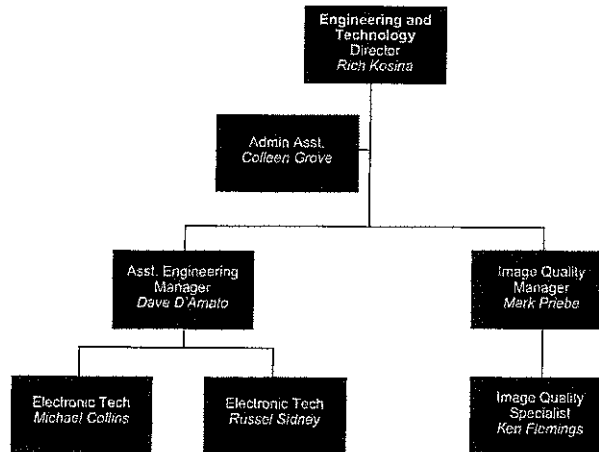 Engineering and
Technology
Director
Rich Kosina
Admin Asst.
Colleen Grove
Asst. Engineering
Manager
Dave D'Amato
Image Quality
Manager
Mark Priebe
Electronic Tech
Michael Collins
Electronic Tech
Russel Sidney
Image Quality
Specialist
Ken Flemings